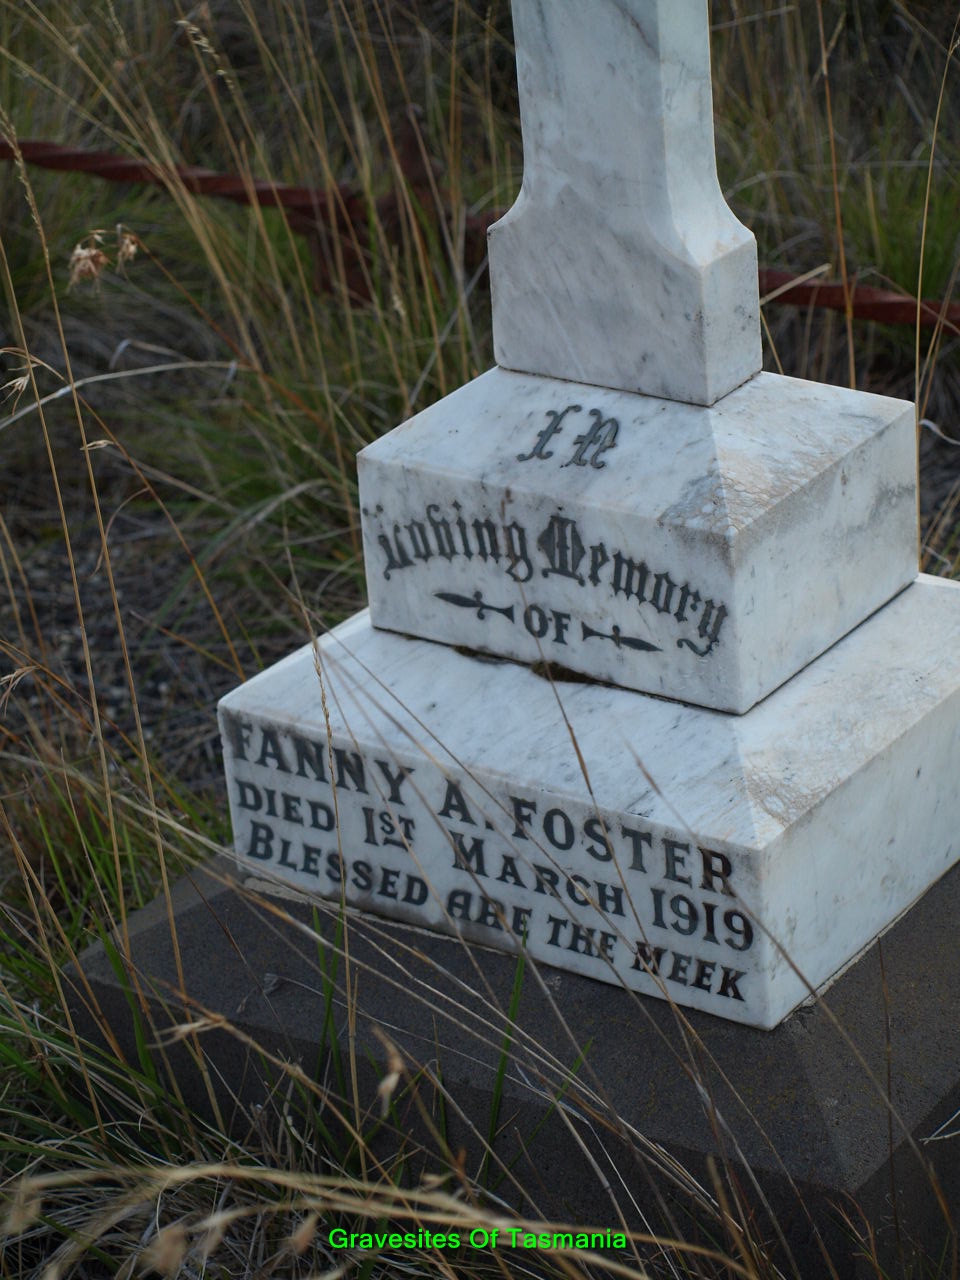 IN
Loving Memory
OF
FANNY A. FOSTER
DIED 1ST MARCH 1919
BLESSED ARE THE MEEK
Gravesites Of Tasmania